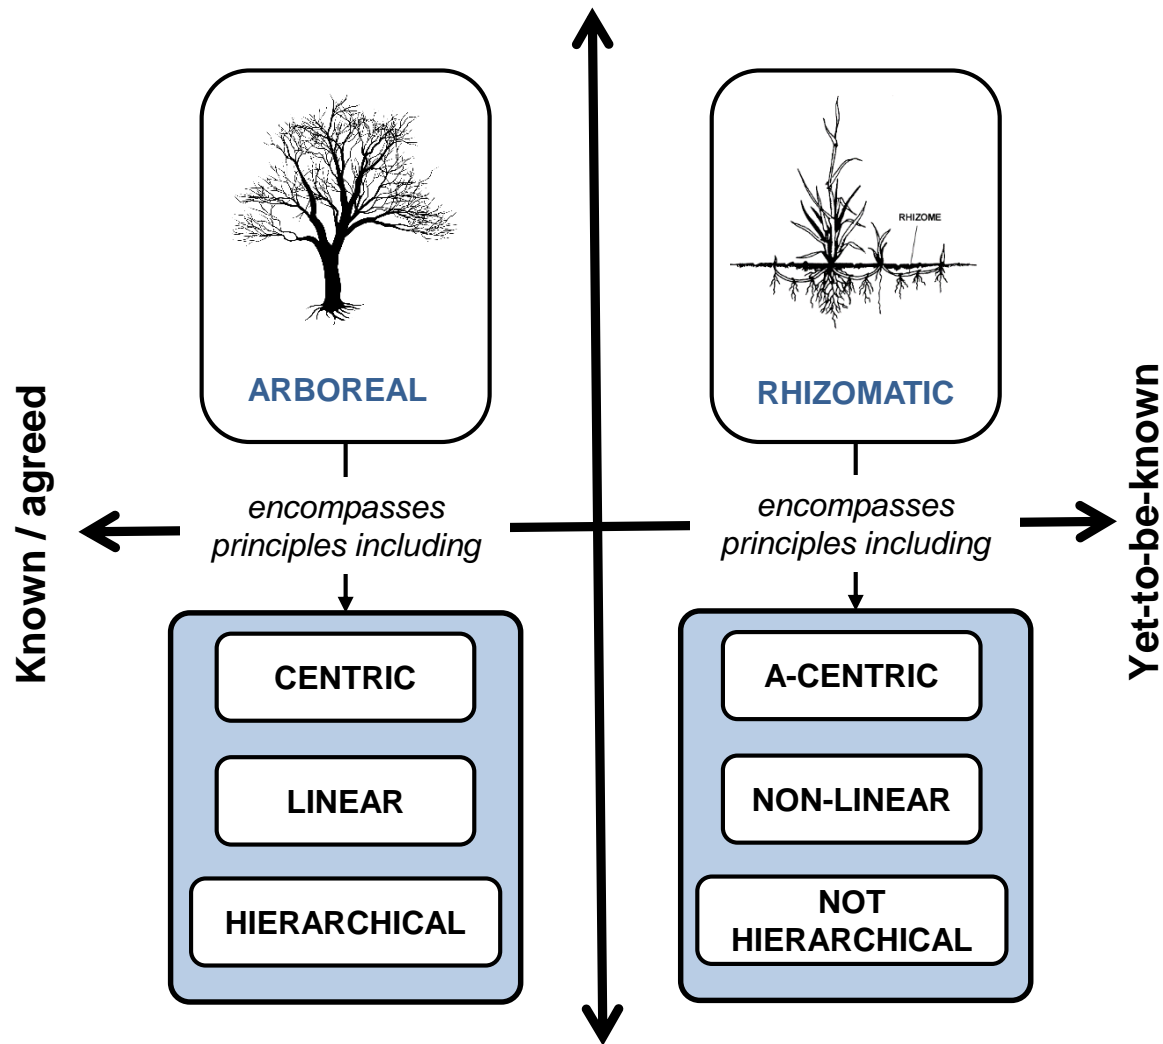 RHIZOME
ARBOREAL
RHIZOMATIC
Known / agreed
Yet-to-be-known
encompasses
principles including
encompasses
principles including
CENTRIC
LINEAR
HIERARCHICAL
A-CENTRIC
NON-LINEAR
NOT
HIERARCHICAL